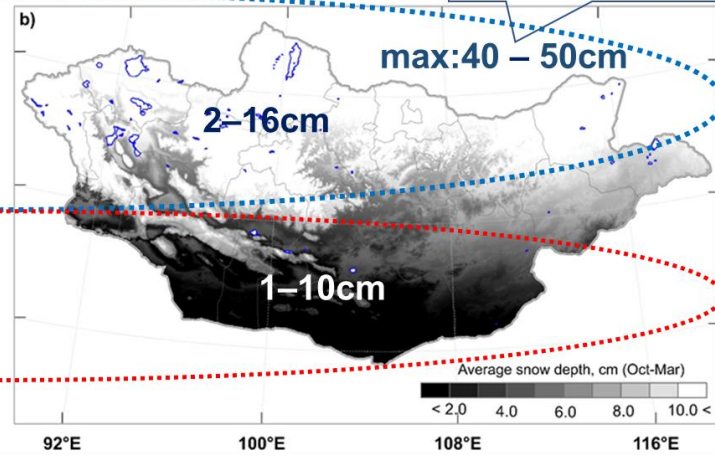 b)
max:40 – 50cm
2–16cm
1–10cm
Average snow depth, cm (Oct-Mar)
< 2.0 4.0 6.0 8.0 10.0 <
92°E 100°E 108°E 116°E